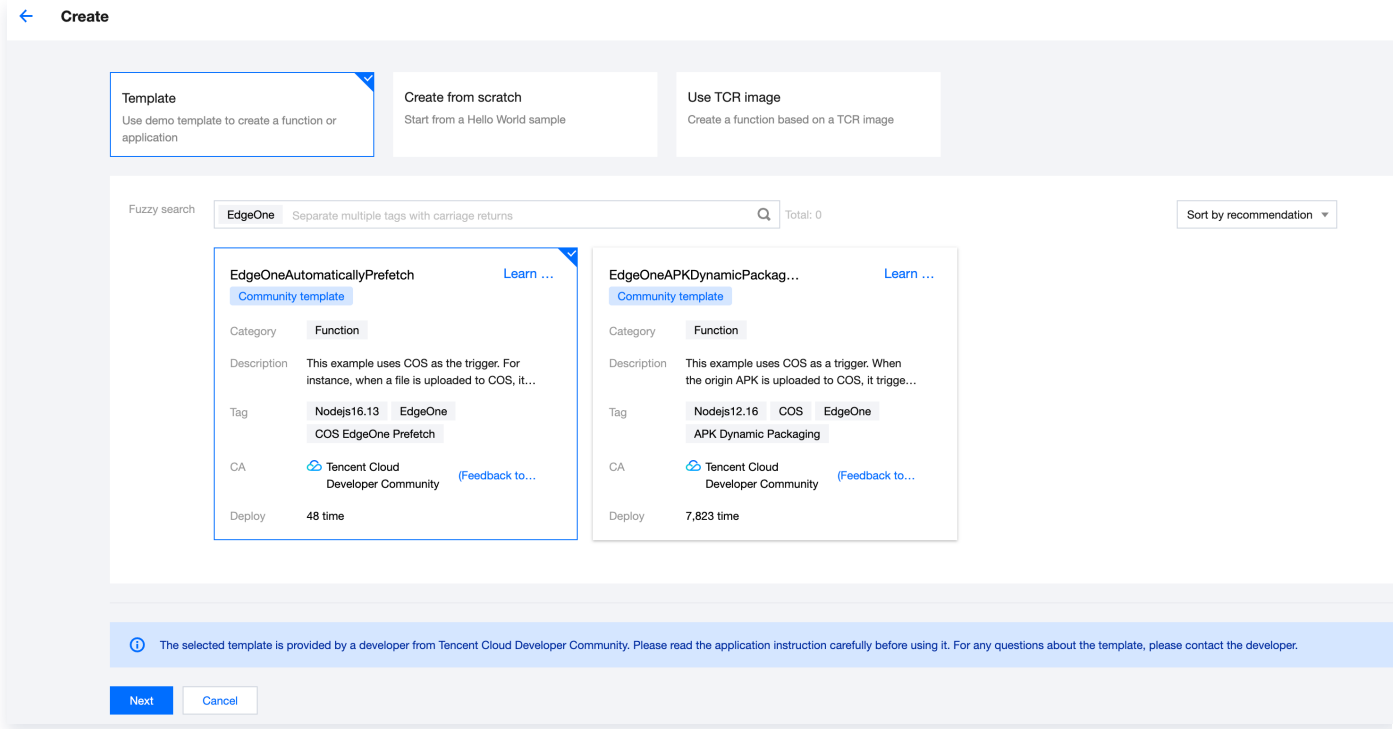 Create
Template
Use demo template to create a function or
application
Create from scratch
Start from a Hello World sample
Use TCR image
Create a function based on a TCR image
Fuzzy search
EdgeOne Separate multiple tags with carriage returns
Total: 0
Sort by recommendation
EdgeOneAutomaticallyPrefetch Learn …
Community template
Category Function
Description This example uses COS as the trigger. For
instance, when a file is uploaded to COS, it…
Tag Nodejs16.13 EdgeOne
COS EdgeOne Prefetch
CA Tencent Cloud
Developer Community (Feedback to…
Deploy 48 time
EdgeOneAPKDynamicPackag… Learn …
Community template
Category Function
Description This example uses COS as a trigger. When
the origin APK is uploaded to COS, it trigge…
Tag Nodejs12.16 COS EdgeOne
APK Dynamic Packaging
CA Tencent Cloud
Developer Community (Feedback to…
Deploy 7,823 time
The selected template is provided by a developer from Tencent Cloud Developer Community. Please read the application instruction carefully before using it. For any questions about the template, please contact the developer.
Next Cancel